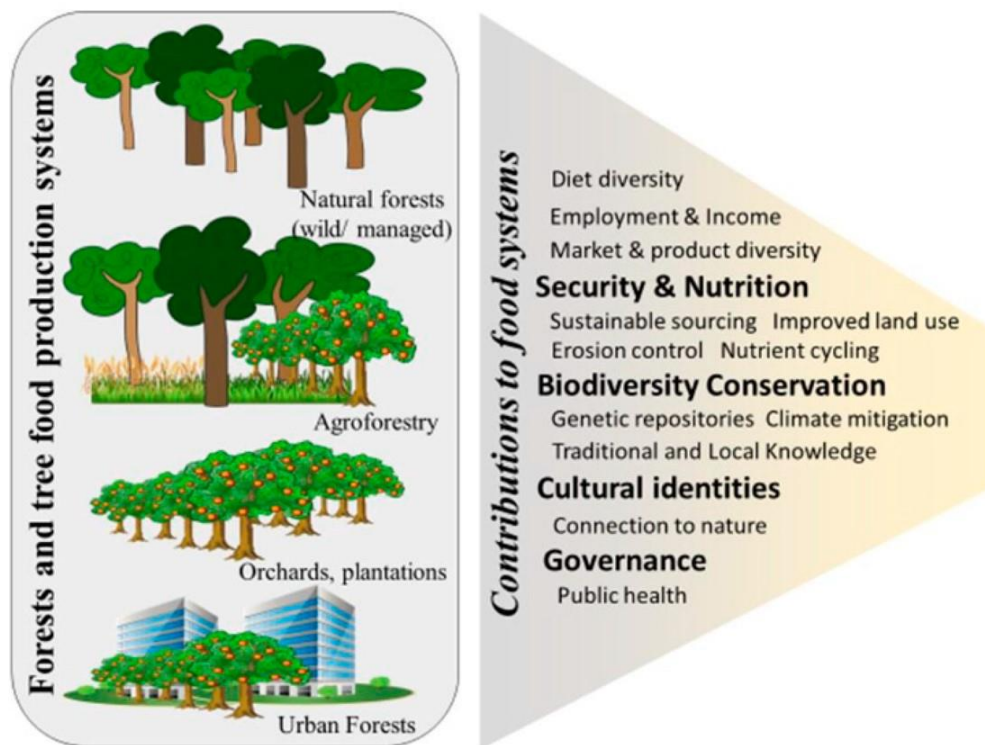 Forests and tree food production systems
Natural forests
(wild/ managed)
Agroforestry
Orchards, plantations
Urban Forests
Contributions to food systems
Diet diversity
Employment & Income
Market & product diversity
Security & Nutrition
Sustainable sourcing Improved land use
Erosion control Nutrient cycling
Biodiversity Conservation
Genetic repositories Climate mitigation
Traditional and Local Knowledge
Cultural identities
Connection to nature
Governance
Public health